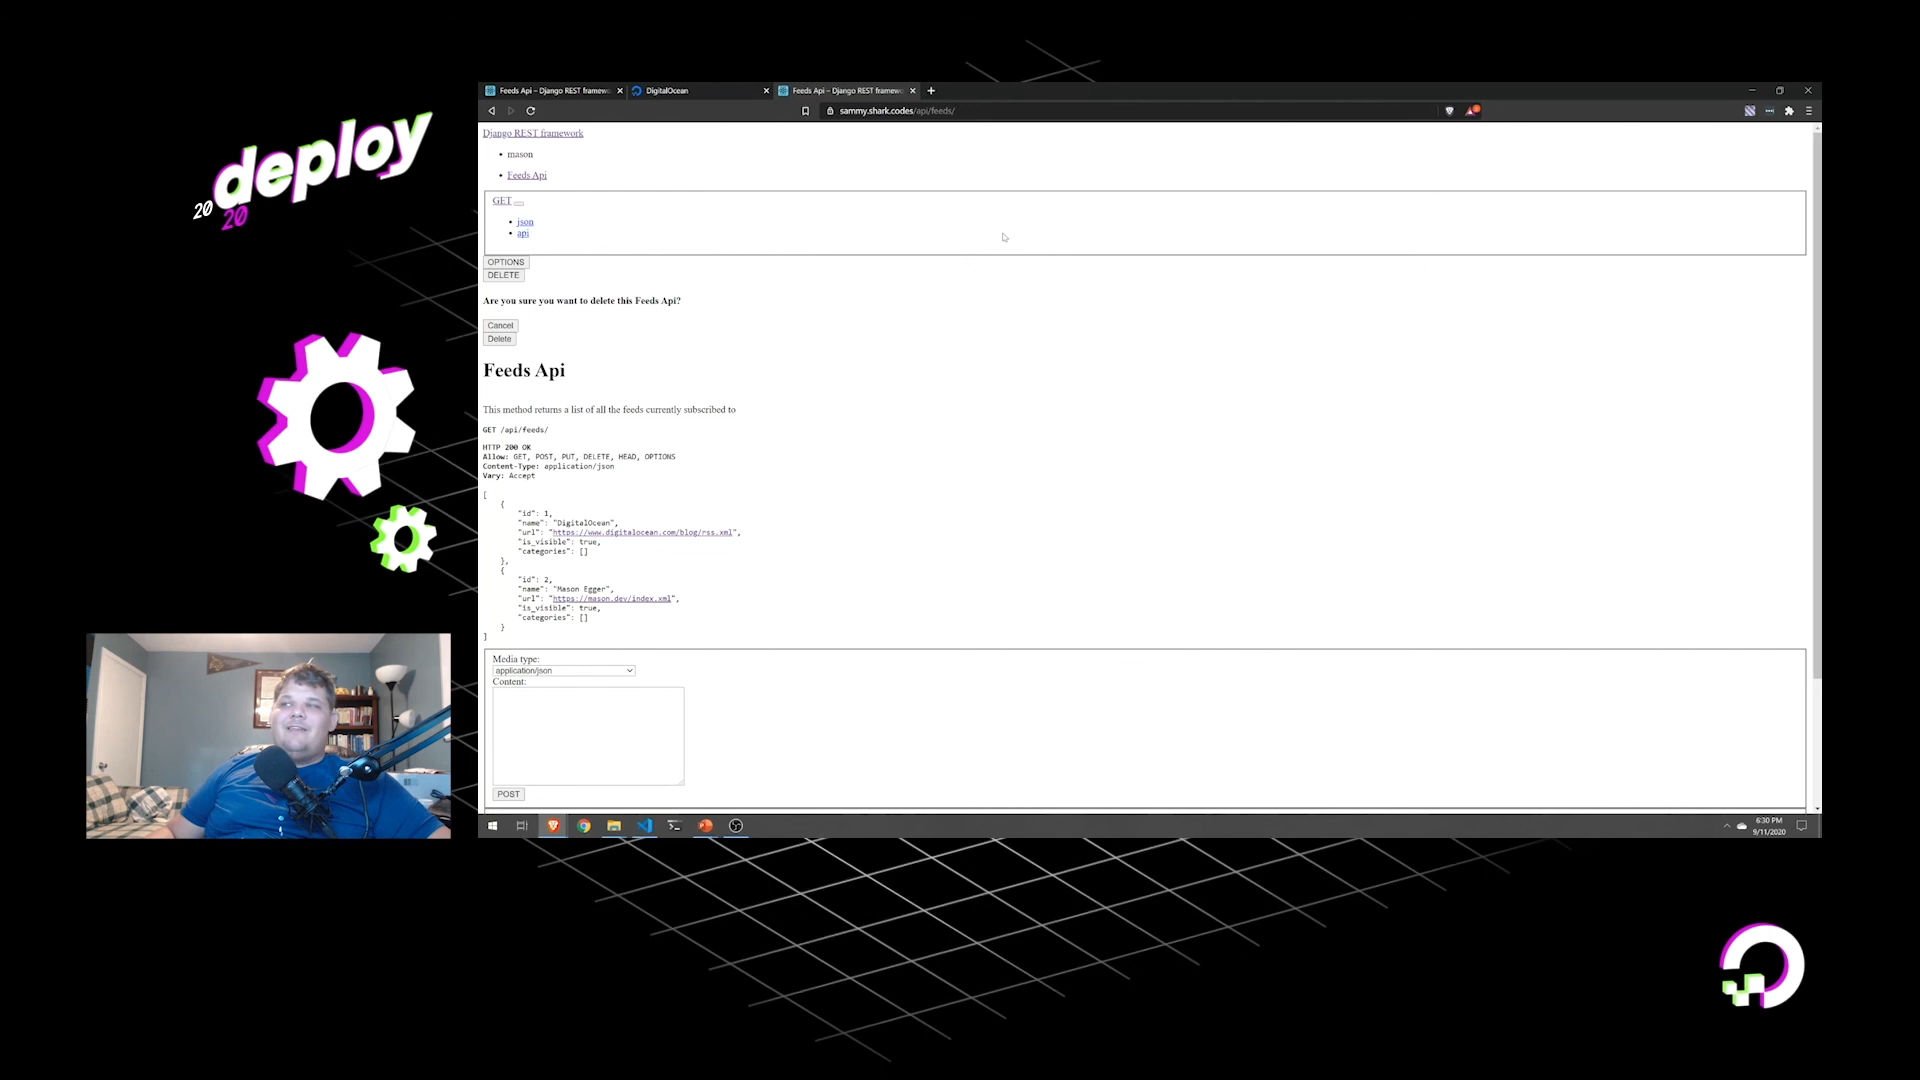 deploy
20
20
Feeds Api – Django REST framewo
DigitalOcean
Feeds Api – Django REST framewo
sammy.shark.codes/api/feeds/
Django REST framework
mason
Feeds Api
GET
json
api
OPTIONS
DELETE
Are you sure you want to delete this Feeds Api?
Cancel
Delete
Feeds Api
This method returns a list of all the feeds currently subscribed to
GET /api/feeds/
HTTP 200 OK
Allow: GET, POST, PUT, DELETE, HEAD, OPTIONS
Content-Type: application/json
Vary: Accept
[
{
"id": 1,
"name": "DigitalOcean",
"url": "https://www.digitalocean.com/blog/rss.xml",
"is_visible": true,
"categories": []
},
{
"id": 2,
"name": "Mason Egger",
"url": "https://mason.dev/index.xml",
"is_visible": true,
"categories": []
}
]
Media type:
application/json
Content:
POST
6:30 PM
9/11/2020